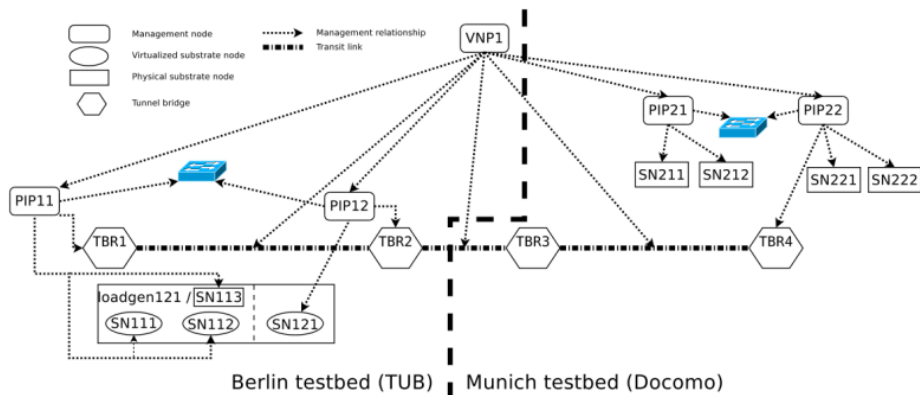 Management node
Virtualized substrate node
Physical substrate node
Tunnel bridge
Management relationship
Transit link
VNP1
PIP21
PIP22
SN211
SN212
SN221
SN222
PIP11
PIP12
TBR1
TBR2
TBR3
TBR4
loadgen121 / SN113
SN111
SN112
SN121
Berlin testbed (TUB)
Munich testbed (Docomo)